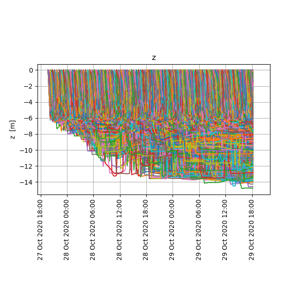 z
z [m]
0
−2
−4
−6
−8
−10
−12
−14
27 Oct 2020 18:00
28 Oct 2020 00:00
28 Oct 2020 06:00
28 Oct 2020 12:00
28 Oct 2020 18:00
29 Oct 2020 00:00
29 Oct 2020 06:00
29 Oct 2020 12:00
29 Oct 2020 18:00